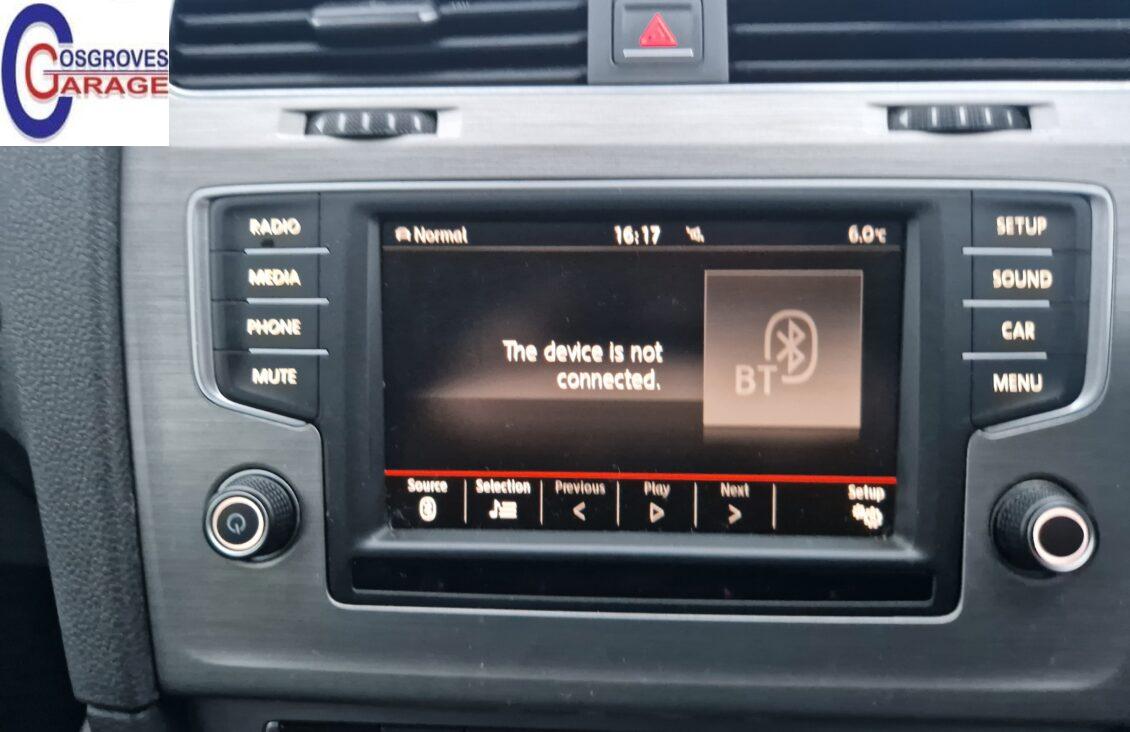 COSGROVES
GARAGE
RADIO
MEDIA
PHONE
MUTE
Normal 16:17 6.0°C
The device is not
connected.
BT
Source Selection Previous Play Next Setup
SETUP
SOUND
CAR
MENU